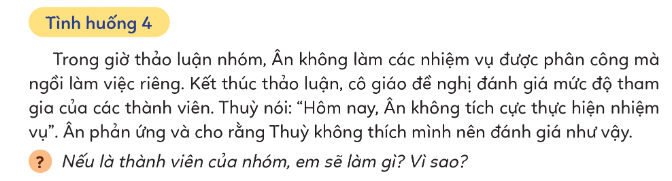 Tình huống 4
Trong giờ thảo luận nhóm, Ân không làm các nhiệm vụ được phân công mà
ngồi làm việc riêng. Kết thúc thảo luận, cô giáo đề nghị đánh giá mức độ tham
gia của các thành viên. Thuỳ nói: “Hôm nay, Ân không tích cực thực hiện nhiệm
vụ”. Ân phản ứng và cho rằng Thuỳ không thích mình nên đánh giá như vậy.
? Nếu là thành viên của nhóm, em sẽ làm gì? Vì sao?